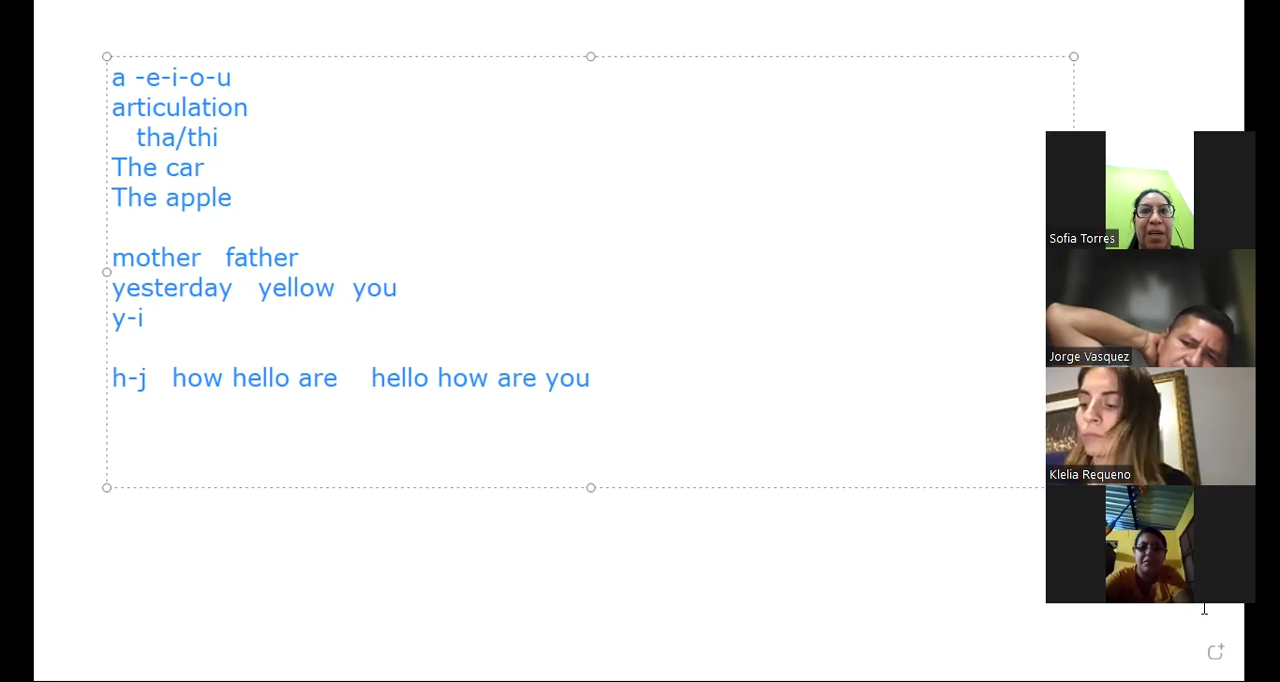 a -e-i-o-u
articulation
tha/thi
The car
The apple
mother father
yesterday yellow you
y-i
h-j how hello are hello how are you
Sofia Torres
Jorge Vasquez
Klelia Requeno